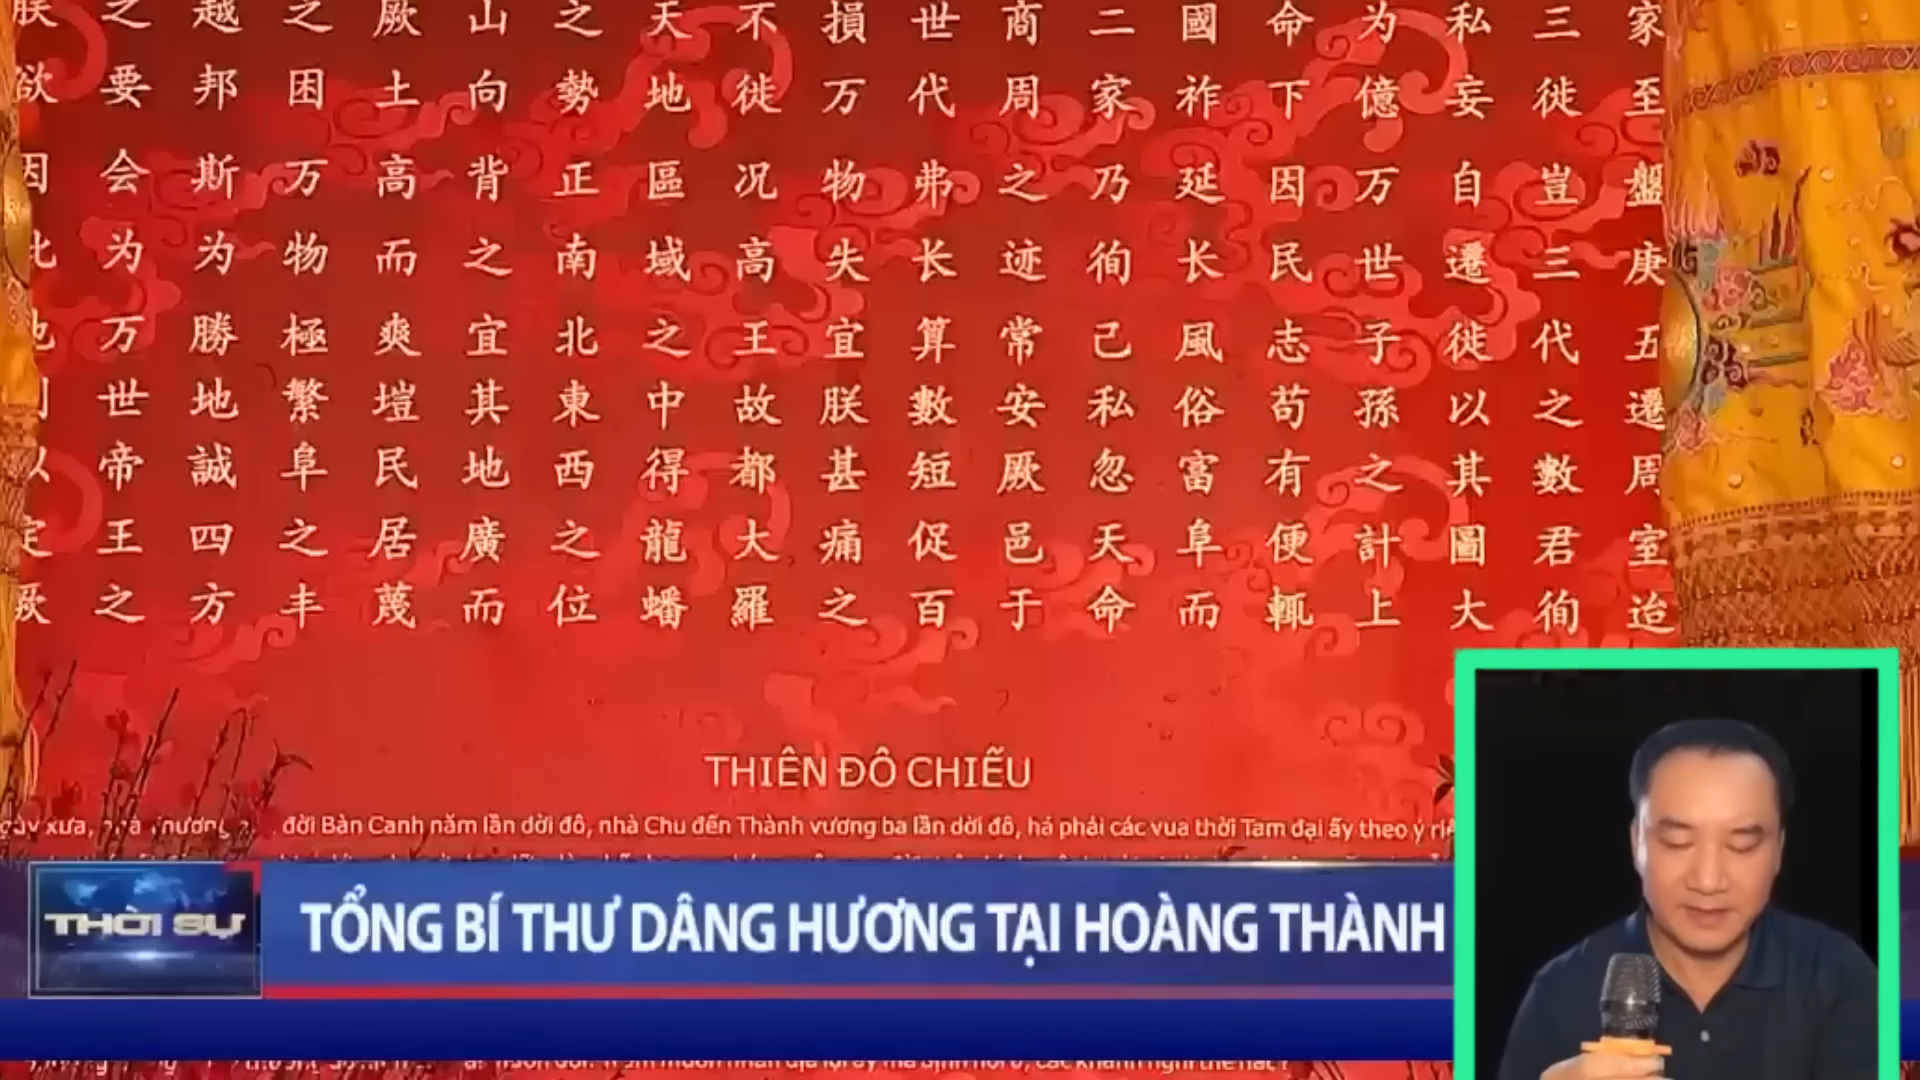 家至盤庚五遷周室迨
三徙豈三代之數君徇
私妄自遷徙以其圖大
为億万世子孫之計上
命下因民志苟有便輒
國祚延长風俗富阜而
二家乃徇己私忽天命
商周之迹常安厥邑于
世代弗长算數短促百
損万物失宜朕甚痛之
不徙况高王故都大羅
天地區域之中得龍蟠
之勢正南北東西之位
山向背之宜其地廣而
厥土高而爽塏民居蔑
之困万物極繁阜之丰
越邦斯为勝地誠四方
之要会为万世帝王之
欲因
THIÊN ĐÔ CHIẾU
đời Bàn Canh năm lần dời đô, nhà Chu đến Thành vương ba lần dời đô, há phải các vua thời Tam đại ấy theo ý
THỜI SỰ
TỔNG BÍ THƯ DÂNG HƯƠNG TẠI HOÀNG THÀNH